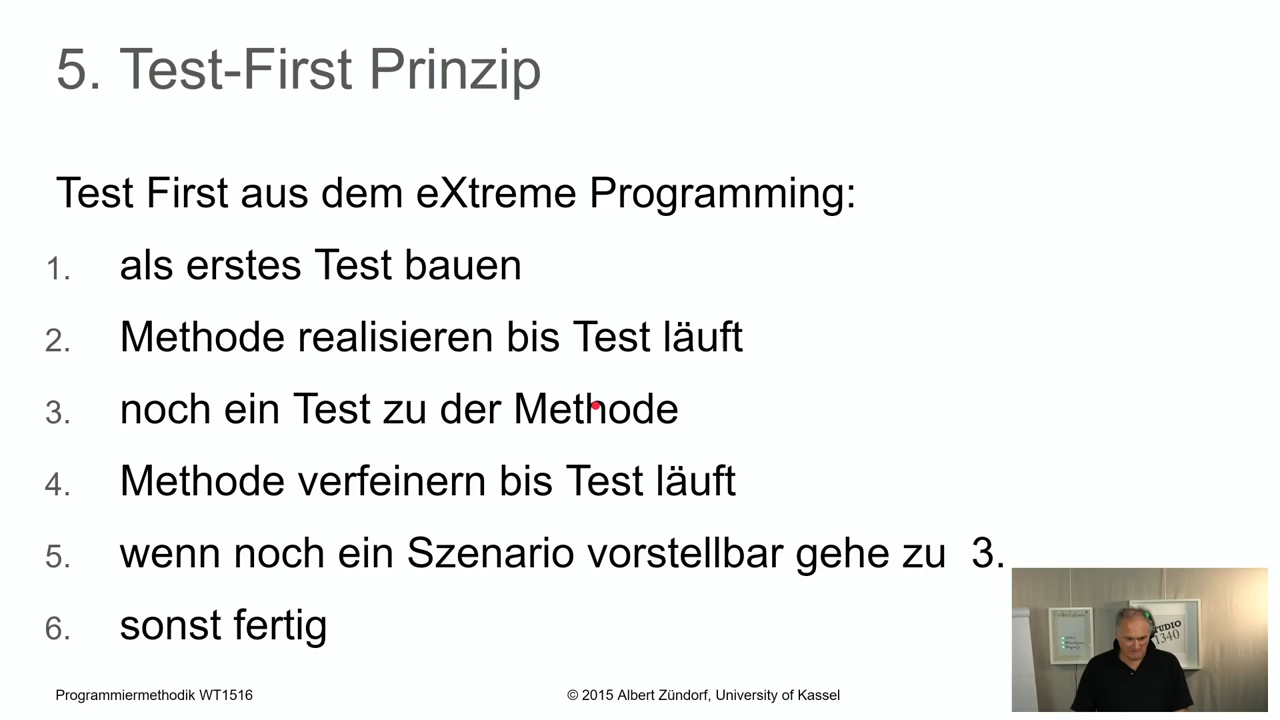 5. Test-First Prinzip
Test First aus dem eXtreme Programming:
1. als erstes Test bauen
2. Methode realisieren bis Test läuft
3. noch ein Test zu der Methode
4. Methode verfeinern bis Test läuft
5. wenn noch ein Szenario vorstellbar gehe zu 3.
6. sonst fertig
Programmiermethodik WT1516
© 2015 Albert Zündorf, University of Kassel
TUDIO
1340